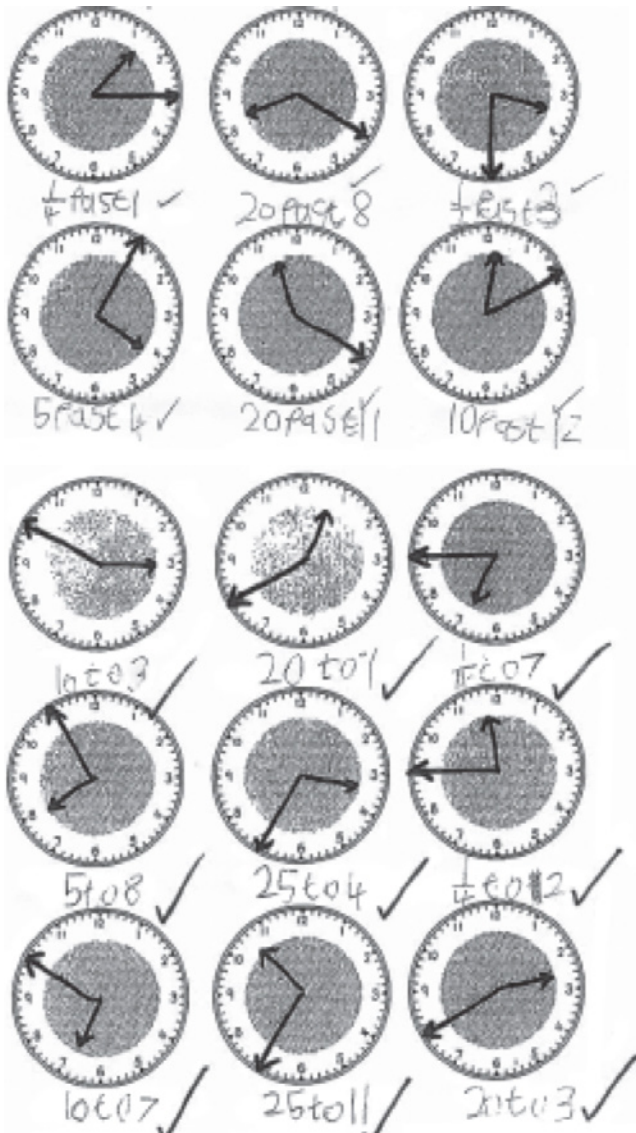 1/4 past 1 ✓ 20 past 8 ✓ 1/2 past 3 ✓
5 past 4 ✓ 20 past 11 ✓ 10 past 12 ✓
10 to 3 ✓ 20 to 1 ✓ 1/4 to 7 ✓
5 to 8 ✓ 25 to 4 ✓ 1/4 to 12 ✓
10 to 7 ✓ 25 to 11 ✓ 20 to 3 ✓